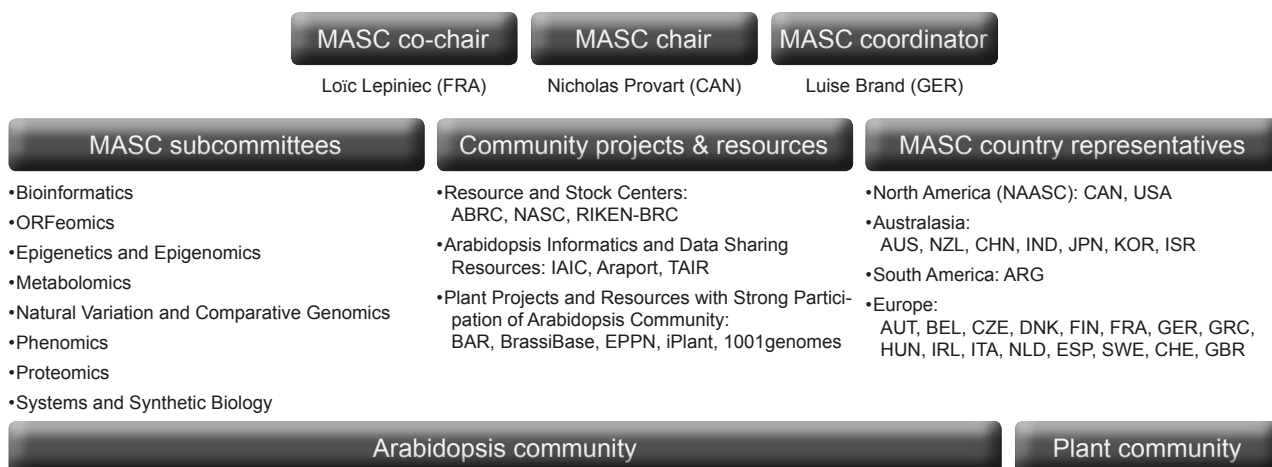 MASC co-chair
MASC chair
MASC coordinator
Loïc Lepiniec (FRA)
Nicholas Provart (CAN)
Luise Brand (GER)
MASC subcommittees
•Bioinformatics
•ORFeomics
•Epigenetics and Epigenomics
•Metabolomics
•Natural Variation and Comparative Genomics
•Phenomics
•Proteomics
•Systems and Synthetic Biology
Community projects & resources
•Resource and Stock Centers:
ABRC, NASC, RIKEN-BRC
•Arabidopsis Informatics and Data Sharing
Resources: IAIC, Araport, TAIR
•Plant Projects and Resources with Strong Partici-
pation of Arabidopsis Community:
BAR, BrassiBase, EPPN, iPlant, 1001genomes
MASC country representatives
•North America (NAASC): CAN, USA
•Australasia:
AUS, NZL, CHN, IND, JPN, KOR, ISR
•South America: ARG
•Europe:
AUT, BEL, CZE, DNK, FIN, FRA, GER, GRC,
HUN, IRL, ITA, NLD, ESP, SWE, CHE, GBR
Arabidopsis community
Plant community